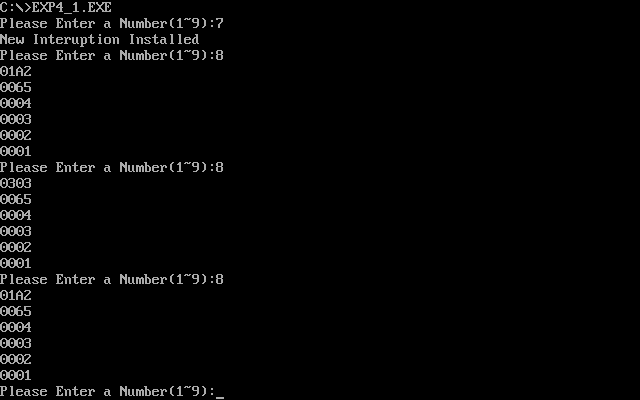 C:\>EXP4_1.EXE
Please Enter a Number(1~9):7
New Interuption Installed
Please Enter a Number(1~9):8
01A2
0065
0004
0003
0002
0001
Please Enter a Number(1~9):8
0303
0065
0004
0003
0002
0001
Please Enter a Number(1~9):8
01A2
0065
0004
0003
0002
0001
Please Enter a Number(1~9):_